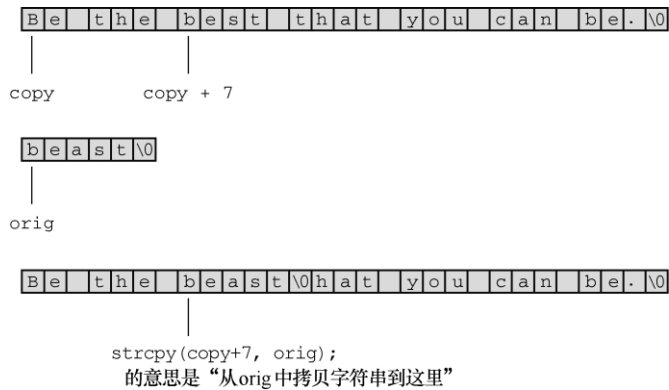 Be the best that you can be.\0
copy copy + 7
beast\0
orig
Be the beast\0hat you can be.\0
strcpy(copy+7, orig);
的意思是“从orig中拷贝字符串到这里”